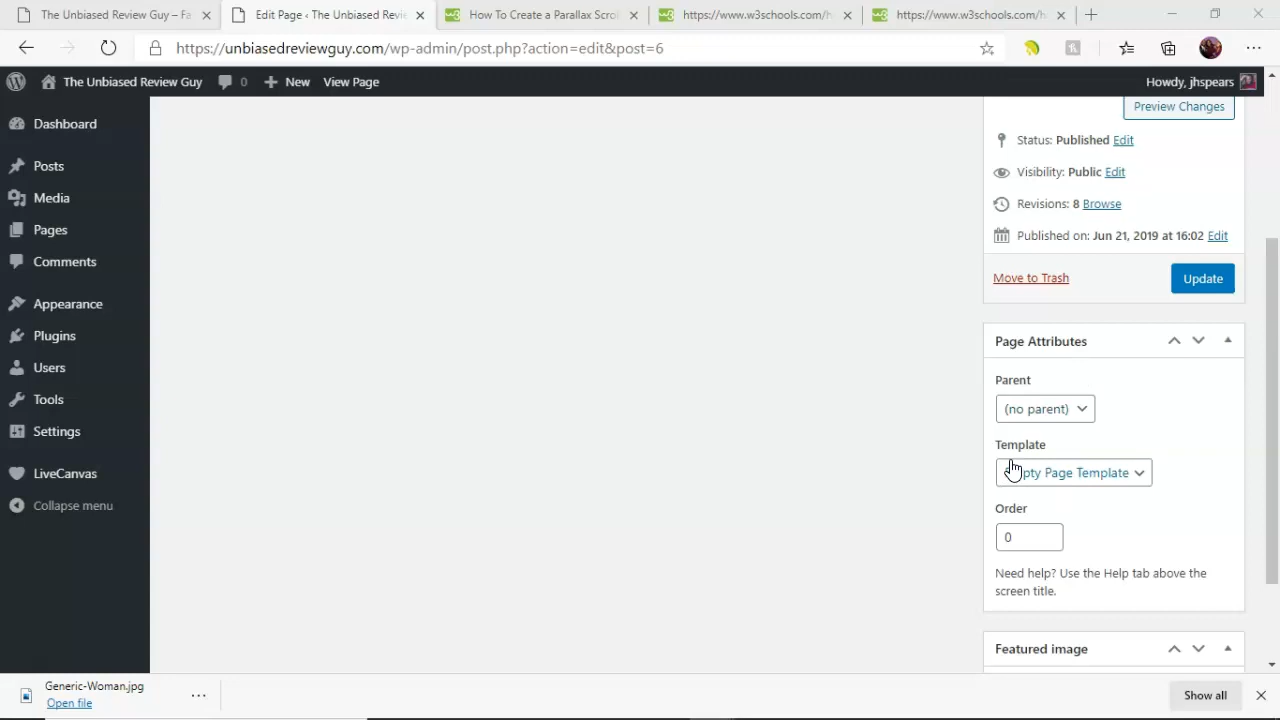 The Unbiased Review Guy – Fa
Edit Page ‹ The Unbiased Revie
How To Create a Parallax Scrol
https://www.w3schools.com/h
https://www.w3schools.com/h
https://unbiasedreviewguy.com/wp-admin/post.php?action=edit&post=6
The Unbiased Review Guy 0 New View Page Howdy, jhspears
Dashboard
Posts
Media
Pages
Comments
Appearance
Plugins
Users
Tools
Settings
LiveCanvas
Collapse menu
Preview Changes
Status: Published Edit
Visibility: Public Edit
Revisions: 8 Browse
Published on: Jun 21, 2019 at 16:02 Edit
Move to Trash Update
Page Attributes
Parent
(no parent)
Template
pty Page Template
Order
0
Need help? Use the Help tab above the
screen title.
Featured image
Generic-Woman.jpg
Open file
Show all